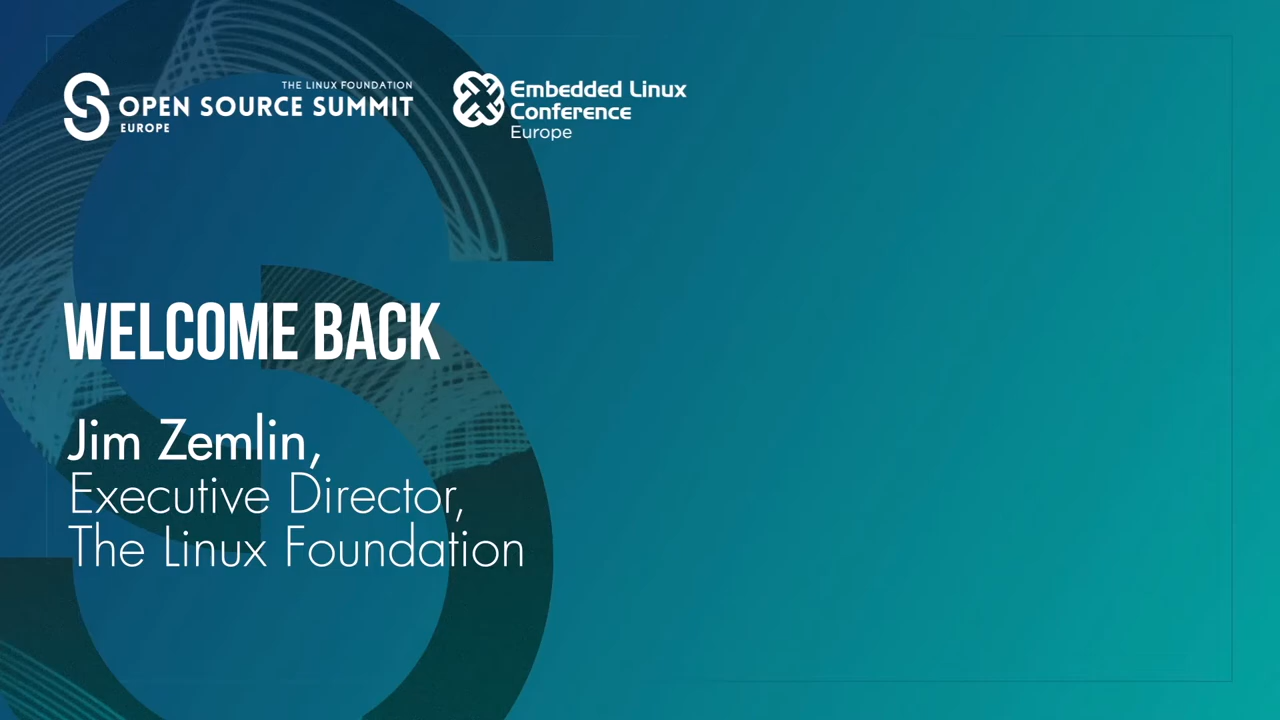 THE LINUX FOUNDATION
OPEN SOURCE SUMMIT
EUROPE
Embedded Linux
Conference
Europe
WELCOME BACK
Jim Zemlin,
Executive Director,
The Linux Foundation